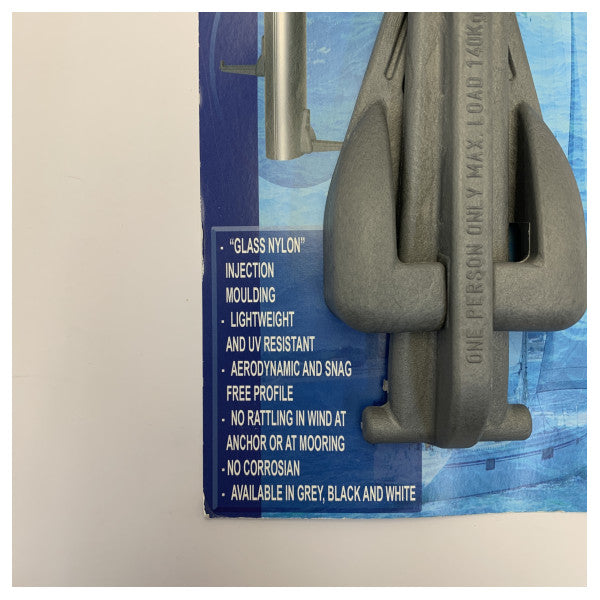 ONE PERSON ONLY MAX. LOAD 140Kg
- "GLASS NYLON"
INJECTION
MOULDING
- LIGHTWEIGHT
AND UV RESISTANT
- AERODYNAMIC AND SNAG
FREE PROFILE
- NO RATTLING IN WIND AT
ANCHOR OR AT MOORING
- NO CORROSIAN
- AVAILABLE IN GREY, BLACK AND WHITE